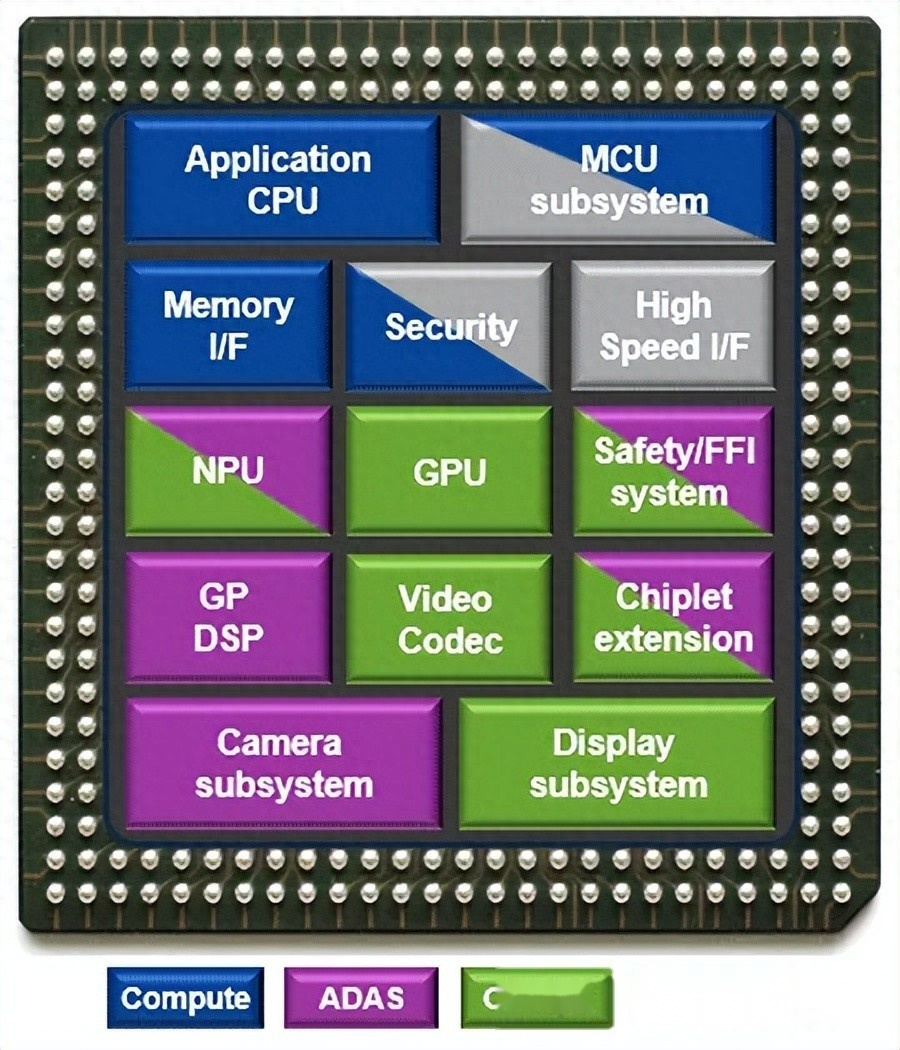 Application
CPU
MCU
subsystem
Memory
I/F
Security
High
Speed I/F
NPU
GPU
Safety/FFI
system
GP
DSP
Video
Codec
Chiplet
extension
Camera
subsystem
Display
subsystem
Compute
ADAS